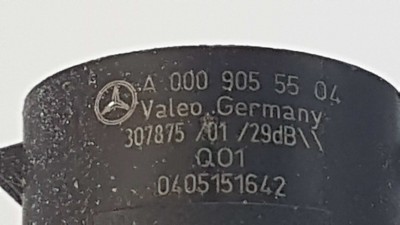 A 000 905 55 04
Valeo Germany
307875 /01 /29dB\\
Q01
0405151642